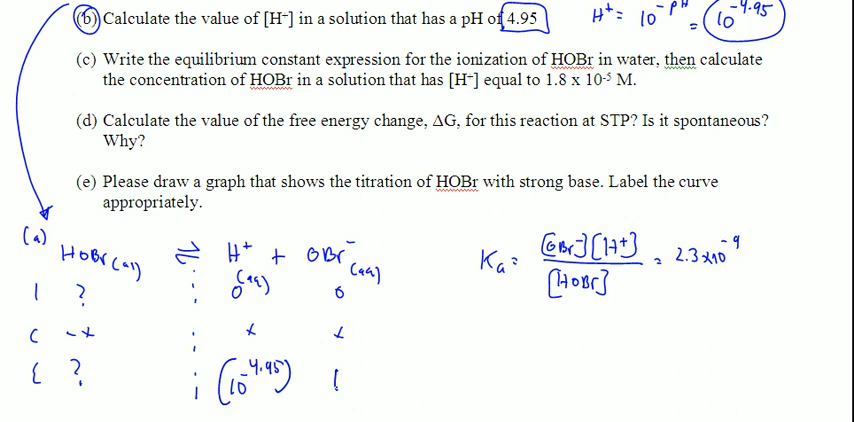 (b) Calculate the value of [H⁺] in a solution that has a pH of 4.95
H⁺ = 10^-PH = 10^-4.95
(c) Write the equilibrium constant expression for the ionization of HOBr in water, then calculate
the concentration of HOBr in a solution that has [H⁺] equal to 1.8 x 10⁻⁵ M.
(d) Calculate the value of the free energy change, ΔG, for this reaction at STP? Is it spontaneous?
Why?
(e) Please draw a graph that shows the titration of HOBr with strong base. Label the curve
appropriately.
(a)
HOBr (aq) ⇌ H⁺ (aq) + OBr⁻ (aq)
Ka = [OBr⁻][H⁺] / [HOBr] = 2.3 x 10⁻⁹
I ? 0 0
C -x x x
E ? (10^-4.95)